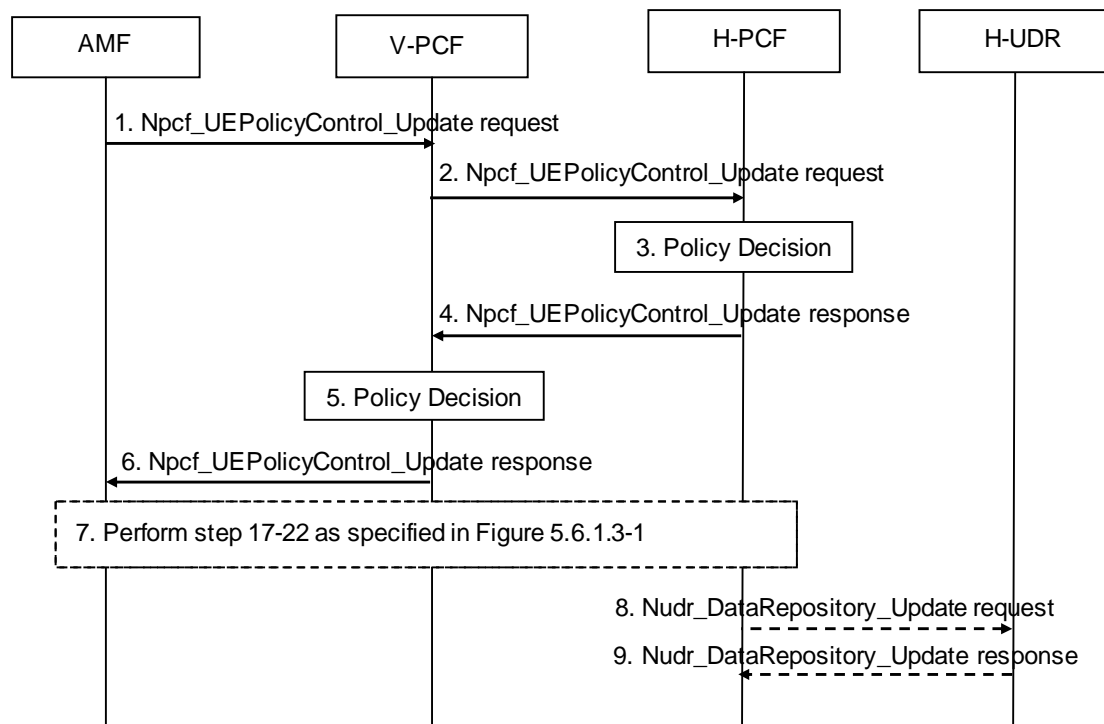 AMF
V-PCF
H-PCF
H-UDR
1. Npcf_UEPolicyControl_Update request
2. Npcf_UEPolicyControl_Update request
3. Policy Decision
4. Npcf_UEPolicyControl_Update response
5. Policy Decision
6. Npcf_UEPolicyControl_Update response
7. Perform step 17-22 as specified in Figure 5.6.1.3-1
8. Nudr_DataRepository_Update request
9. Nudr_DataRepository_Update response